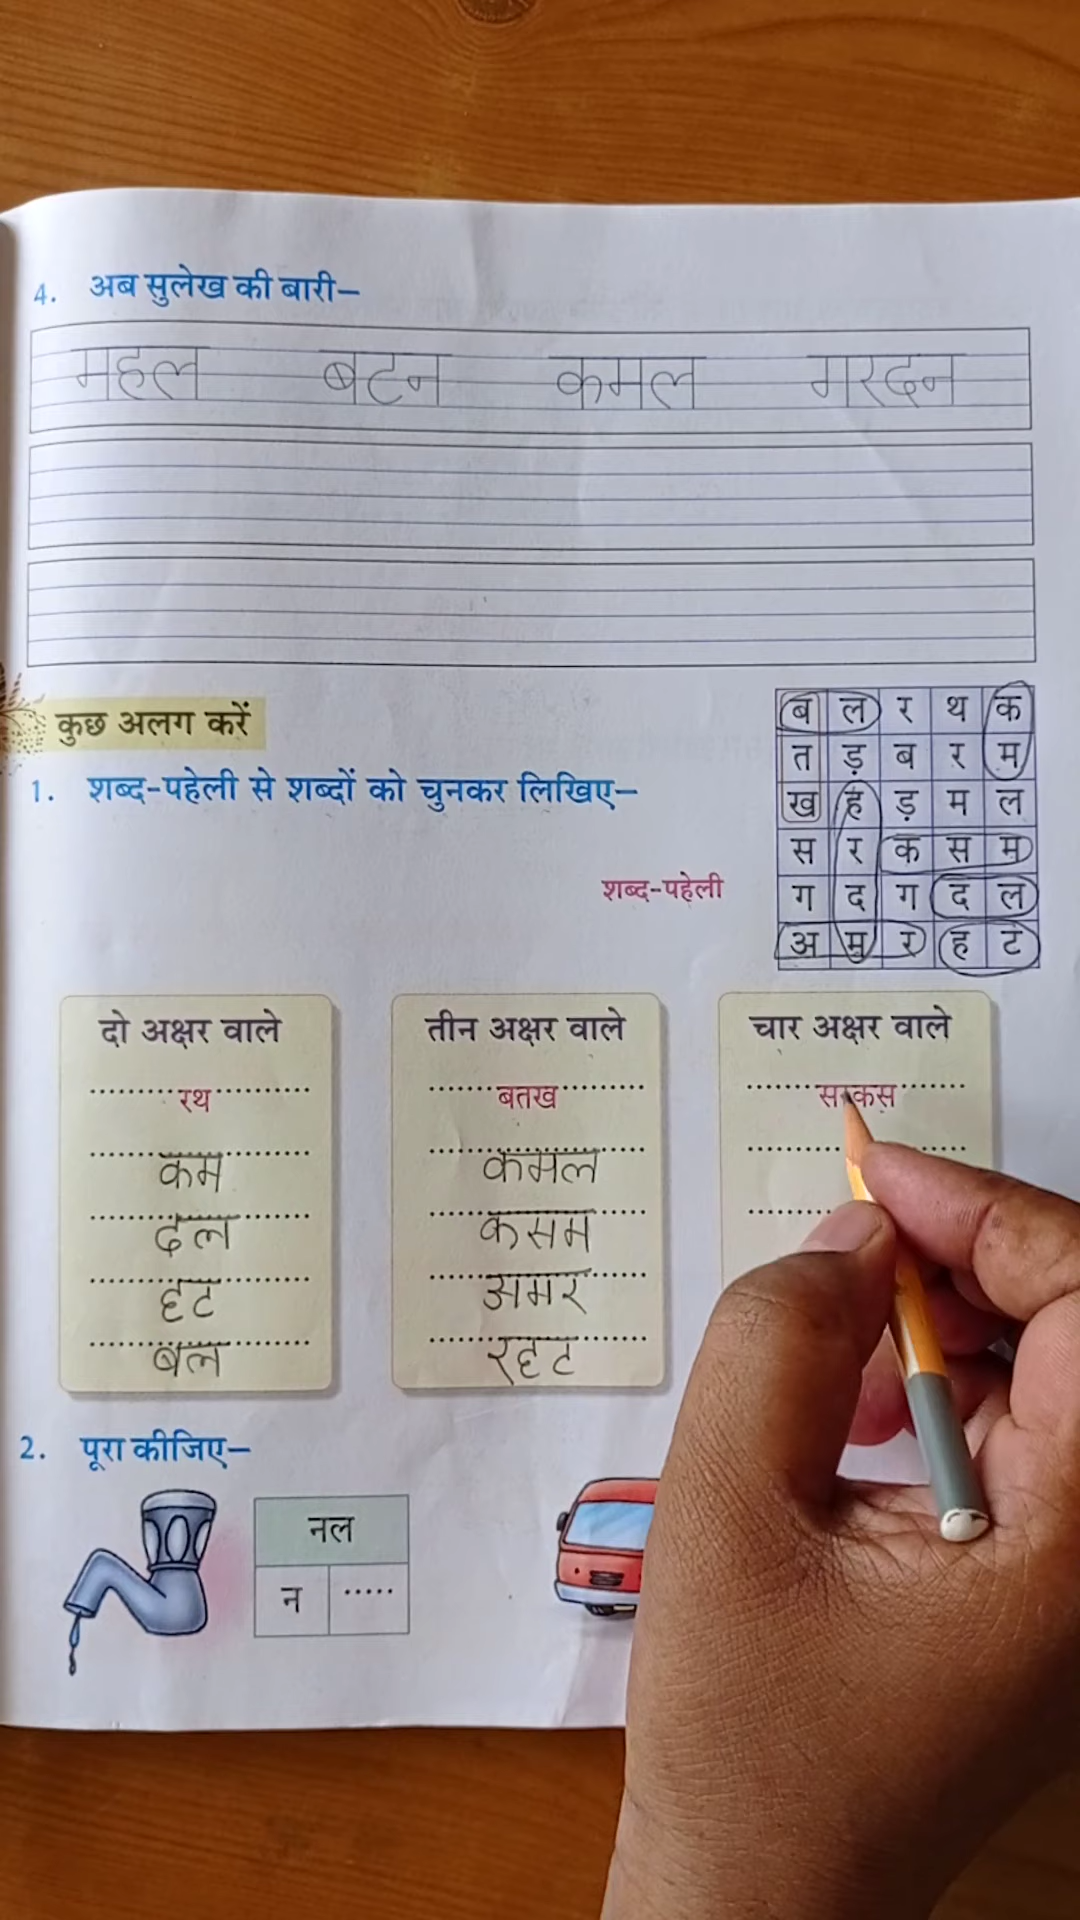 4. अब सुलेख की बारी–
महल बटन कमल गरदन
कुछ अलग करें
1. शब्द-पहेली से शब्दों को चुनकर लिखिए–
ब ल र थ क
त ड़ ब र म
ख ह ड़ म ल
स र क स म
ग द ग द ल
अ म र ह ट
शब्द-पहेली
दो अक्षर वाले
रथ
कम
दल
हट
बल
तीन अक्षर वाले
बतख
कमल
कसम
अमर
रहट
चार अक्षर वाले
सरकस
2. पूरा कीजिए–
नल
न .....